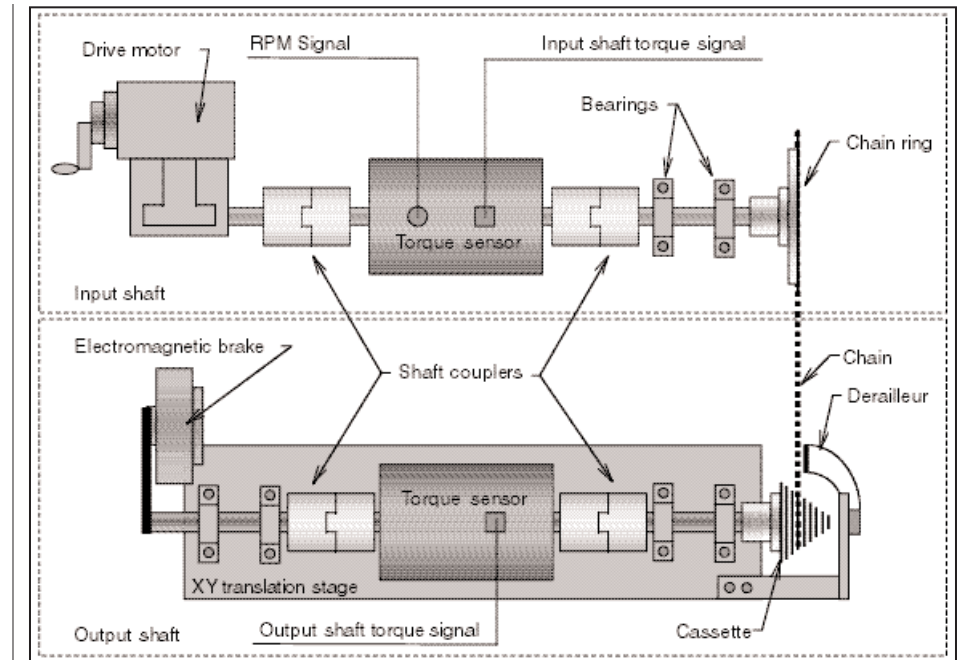 Drive motor
RPM Signal
Input shaft torque signal
Bearings
Chain ring
Torque sensor
Input shaft
Electromagnetic brake
Shaft couplers
Chain
Derailleur
Torque sensor
XY translation stage
Output shaft
Output shaft torque signal
Cassette